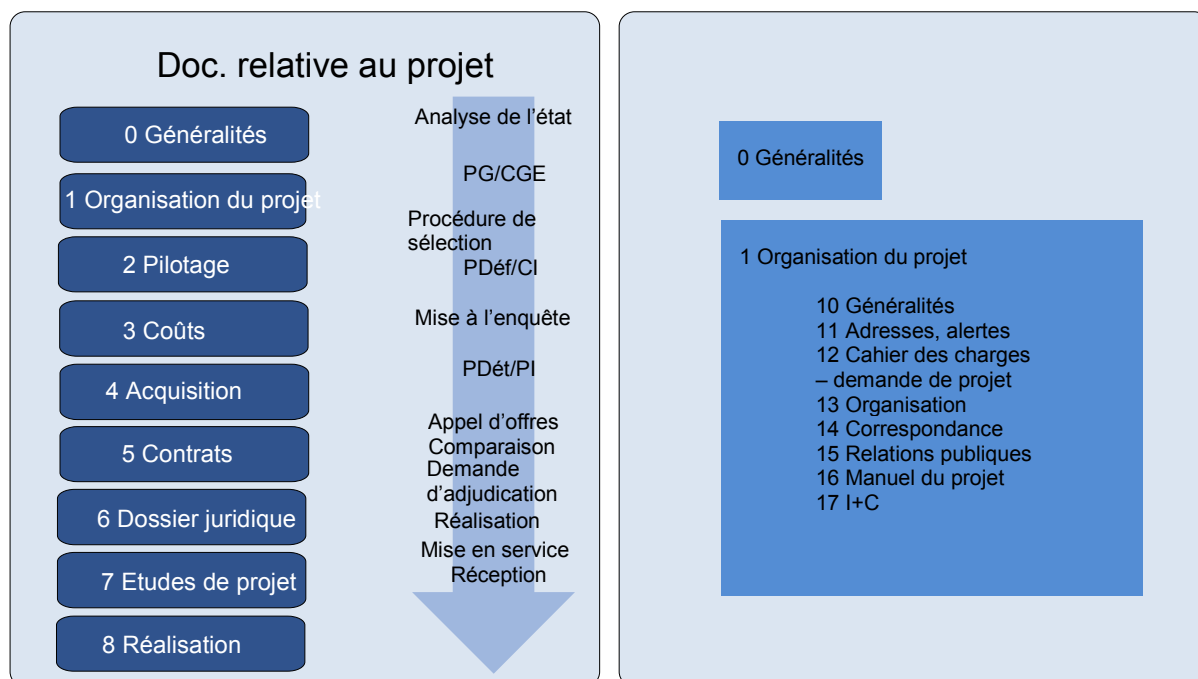 Doc. relative au projet
0 Généralités
1 Organisation du projet
2 Pilotage
3 Coûts
4 Acquisition
5 Contrats
6 Dossier juridique
7 Etudes de projet
8 Réalisation
Analyse de l’état
PG/CGE
Procédure de
sélection
PDéf/CI
Mise à l’enquête
PDét/PI
Appel d’offres
Comparaison
Demande
d’adjudication
Réalisation
Mise en service
Réception
0 Généralités
1 Organisation du projet
10 Généralités
11 Adresses, alertes
12 Cahier des charges
– demande de projet
13 Organisation
14 Correspondance
15 Relations publiques
16 Manuel du projet
17 I+C